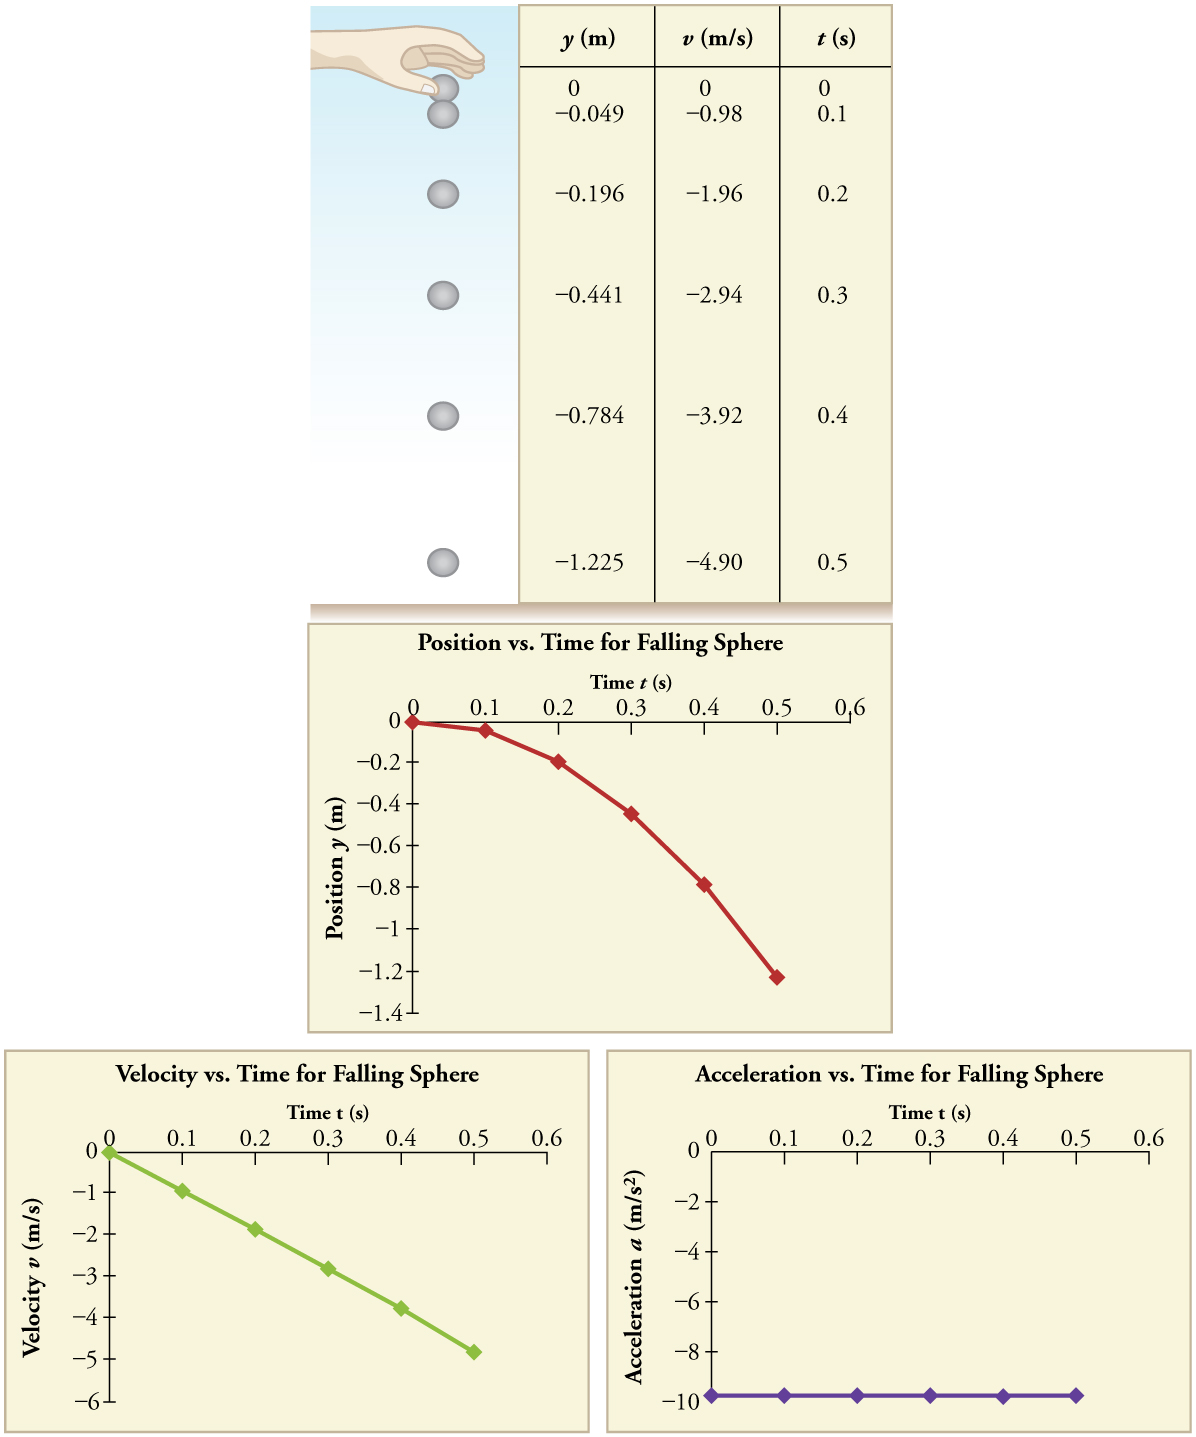 y (m) v (m/s) t (s)
0 0 0
−0.049 −0.98 0.1
−0.196 −1.96 0.2
−0.441 −2.94 0.3
−0.784 −3.92 0.4
−1.225 −4.90 0.5
Position vs. Time for Falling Sphere
Time t (s)
0 0.1 0.2 0.3 0.4 0.5 0.6
0
−0.2
−0.4
−0.6
−0.8
−1
−1.2
−1.4
Position y (m)
Velocity vs. Time for Falling Sphere
Time t (s)
0 0.1 0.2 0.3 0.4 0.5 0.6
0
−1
−2
−3
−4
−5
−6
Velocity v (m/s)
Acceleration vs. Time for Falling Sphere
Time t (s)
0 0.1 0.2 0.3 0.4 0.5 0.6
0
−2
−4
−6
−8
−10
Acceleration a (m/s²)